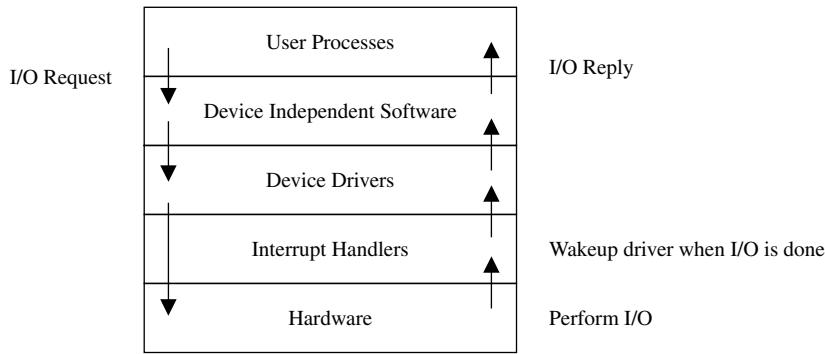 User Processes
I/O Request
I/O Reply
Device Independent Software
Device Drivers
Interrupt Handlers
Wakeup driver when I/O is done
Hardware
Perform I/O